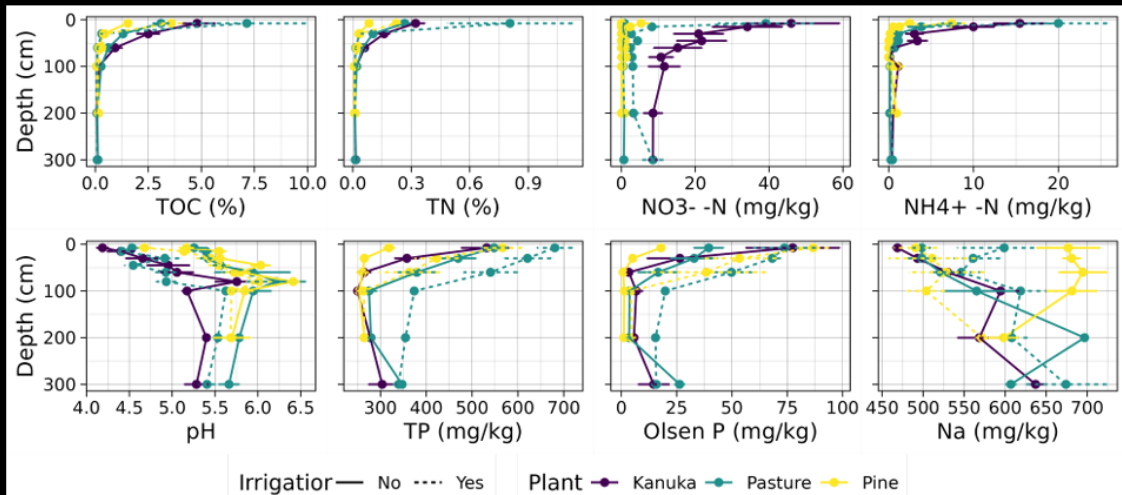 Depth (cm)
0
100
200
300
0.0 2.5 5.0 7.5 10.0
TOC (%)
0.0 0.3 0.6 0.9
TN (%)
0 20 40 60
NO3- -N (mg/kg)
0 10 20
NH4+ -N (mg/kg)
Depth (cm)
0
100
200
300
4.0 4.5 5.0 5.5 6.0 6.5
pH
300 400 500 600 700
TP (mg/kg)
0 25 50 75 100
Olsen P (mg/kg)
450 500 550 600 650 700
Na (mg/kg)
Irrigation No Yes Plant Kanuka Pasture Pine